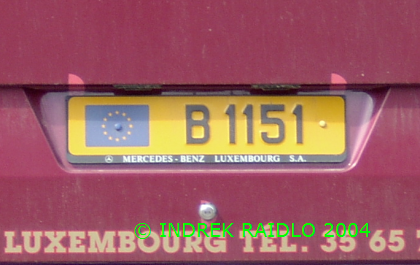 B 1151
MERCEDES - BENZ LUXEMBOURG S.A.
© INDREK RAIDLO 2004
LUXEMBOURG TEL. 35 65